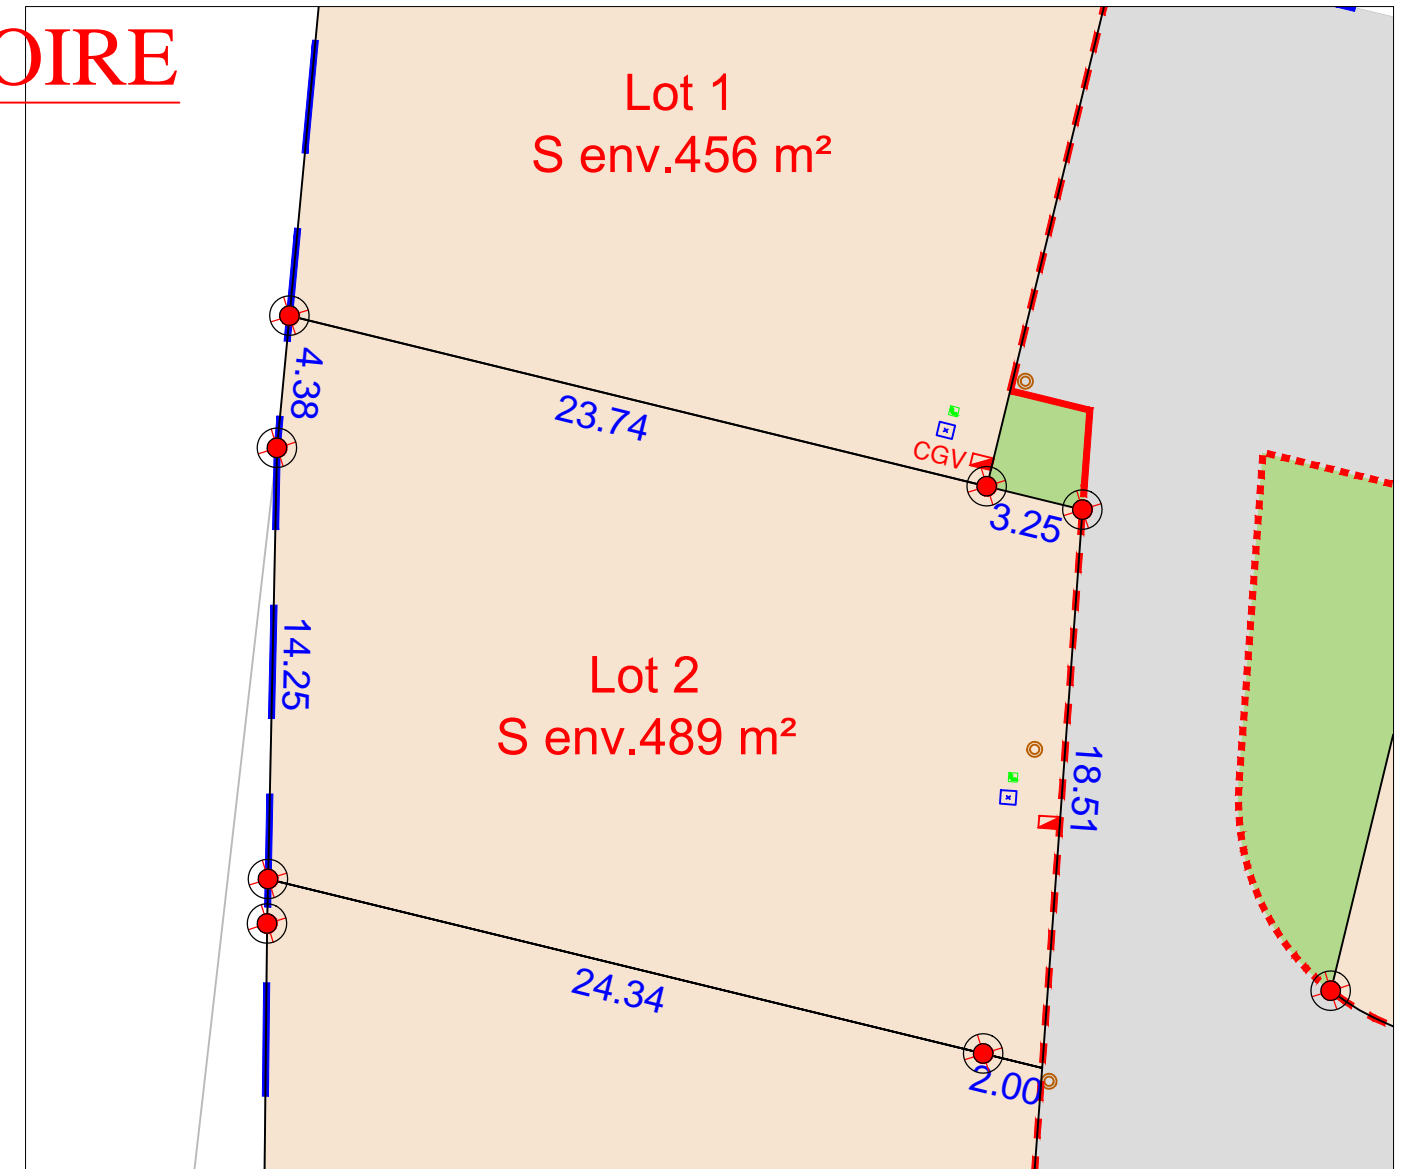 OIRE
Lot 1
S env.456 m²
4.38
23.74
CGV
3.25
14.25
Lot 2
S env.489 m²
18.51
24.34
2.00